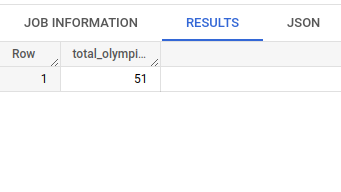 JOB INFORMATION RESULTS JSON
Row total_olympi...
1 51